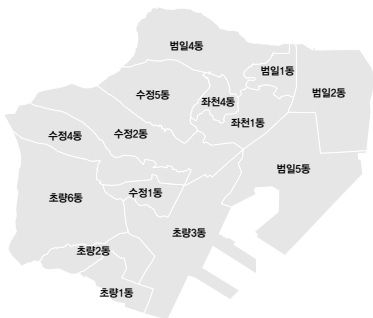 범일4동
범일1동
범일2동
수정5동
좌천4동
좌천1동
수정4동
수정2동
범일5동
초량6동
수정1동
초량3동
초량2동
초량1동